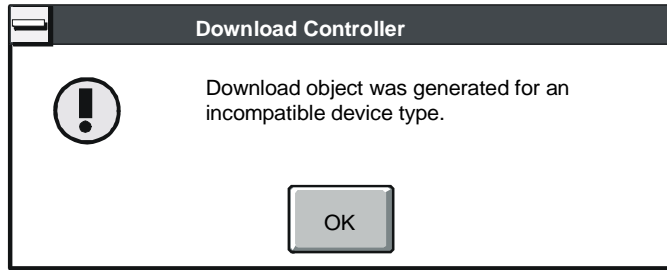 Download Controller
Download object was generated for an
incompatible device type.
OK